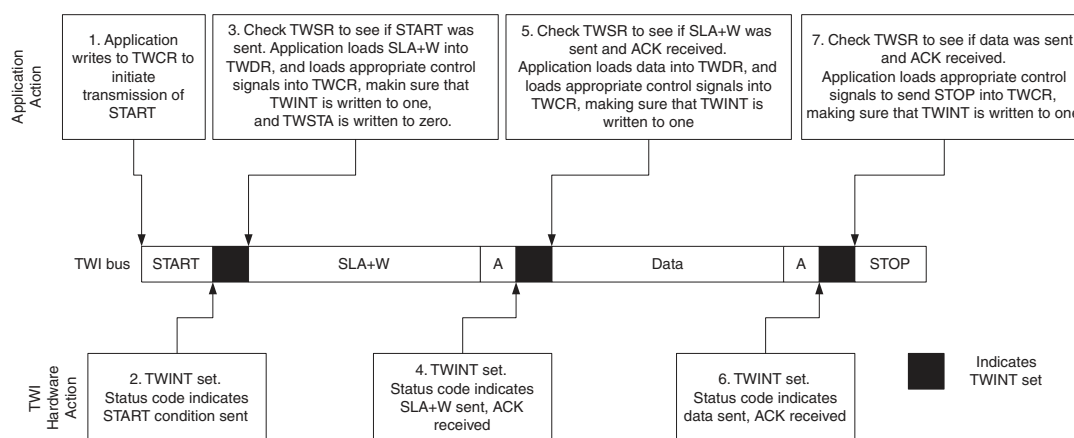 Application
Action
1. Application
writes to TWCR to
initiate
transmission of
START
3. Check TWSR to see if START was
sent. Application loads SLA+W into
TWDR, and loads appropriate control
signals into TWCR, makin sure that
TWINT is written to one,
and TWSTA is written to zero.
5. Check TWSR to see if SLA+W was
sent and ACK received.
Application loads data into TWDR, and
loads appropriate control signals into
TWCR, making sure that TWINT is
written to one
7. Check TWSR to see if data was sent
and ACK received.
Application loads appropriate control
signals to send STOP into TWCR,
making sure that TWINT is written to one
TWI bus
START
SLA+W
A
Data
A
STOP
TWI
Hardware
Action
2. TWINT set.
Status code indicates
START condition sent
4. TWINT set.
Status code indicates
SLA+W sent, ACK
received
6. TWINT set.
Status code indicates
data sent, ACK received
Indicates
TWINT set